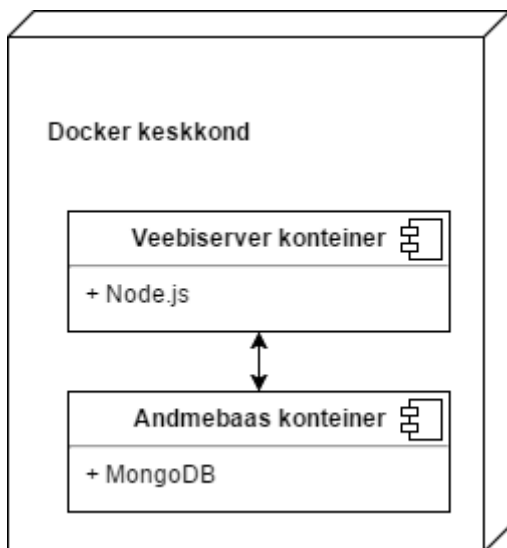 Docker keskkond
Veebiserver konteiner
+ Node.js
Andmebaas konteiner
+ MongoDB